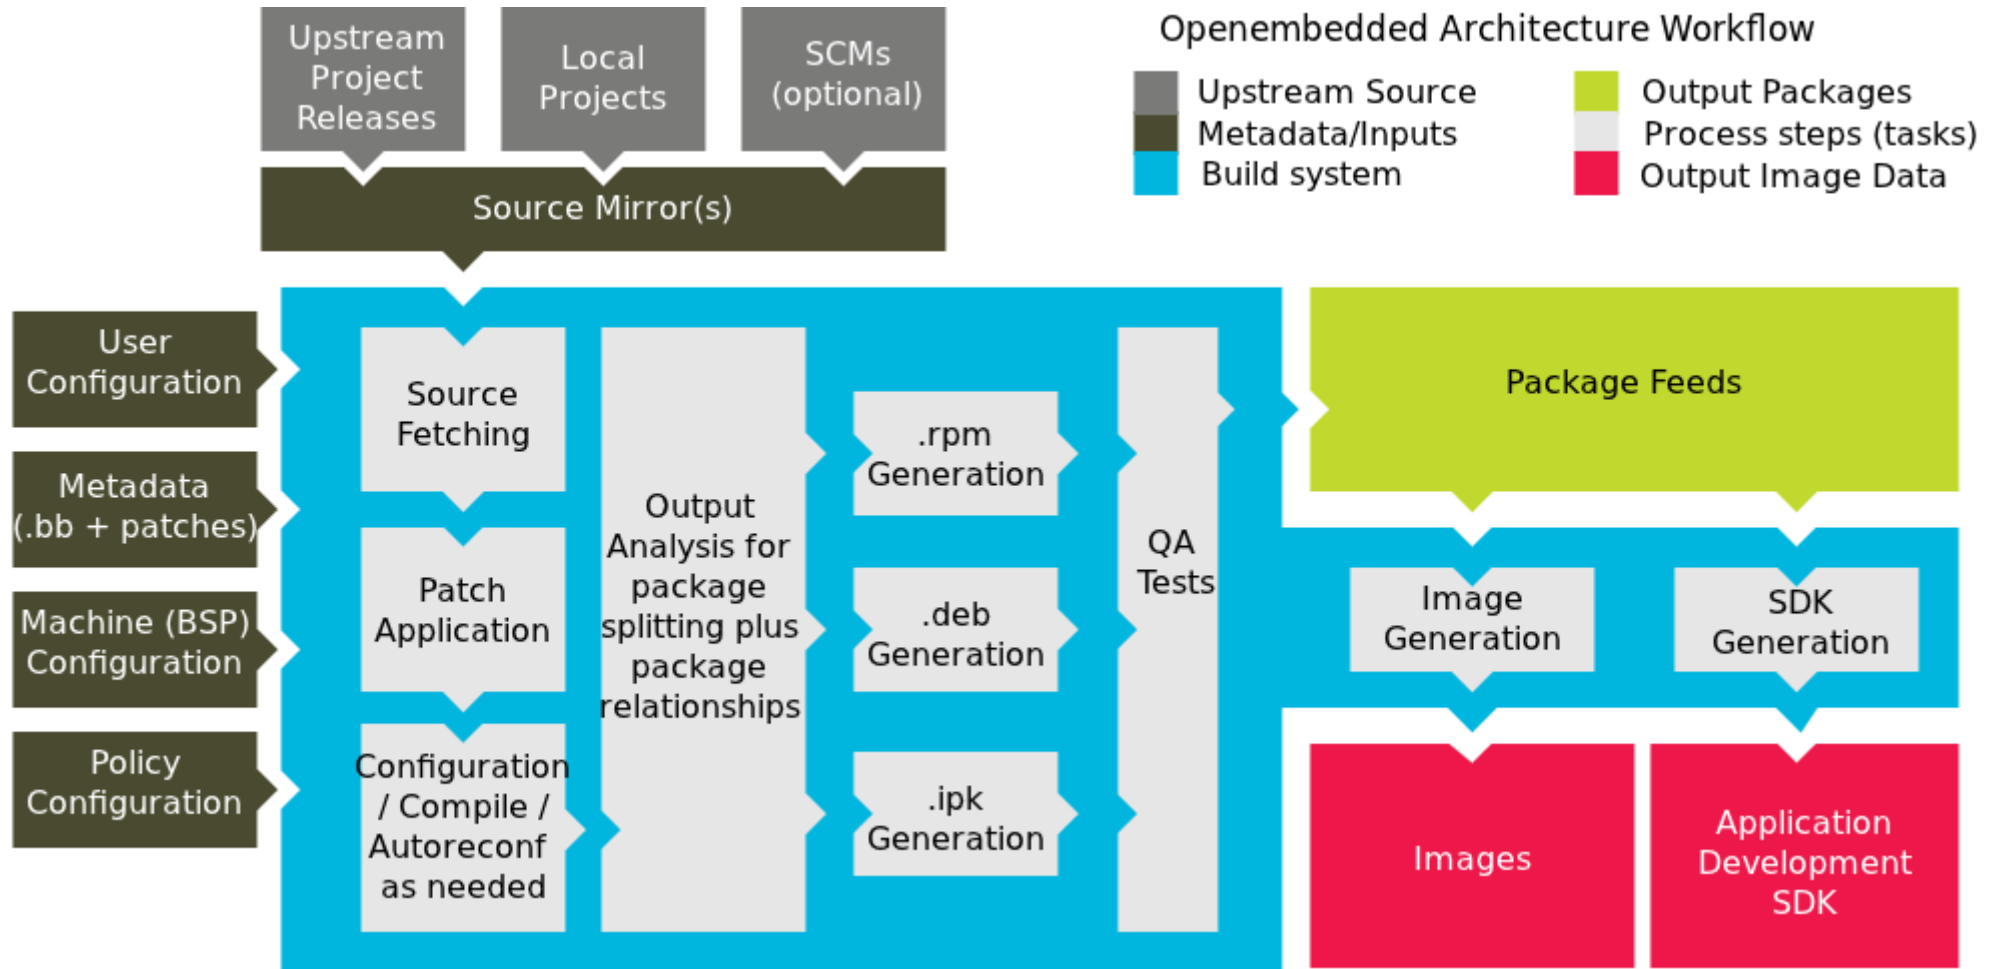 Openembedded Architecture Workflow
Upstream Source
Metadata/Inputs
Build system
Output Packages
Process steps (tasks)
Output Image Data
Upstream
Project
Releases
Local
Projects
SCMs
(optional)
Source Mirror(s)
User
Configuration
Metadata
(.bb + patches)
Machine (BSP)
Configuration
Policy
Configuration
Source
Fetching
Patch
Application
Configuration
/ Compile /
Autoreconf
as needed
Output
Analysis for
package
splitting plus
package
relationships
.rpm
Generation
.deb
Generation
.ipk
Generation
QA
Tests
Package Feeds
Image
Generation
SDK
Generation
Images
Application
Development
SDK